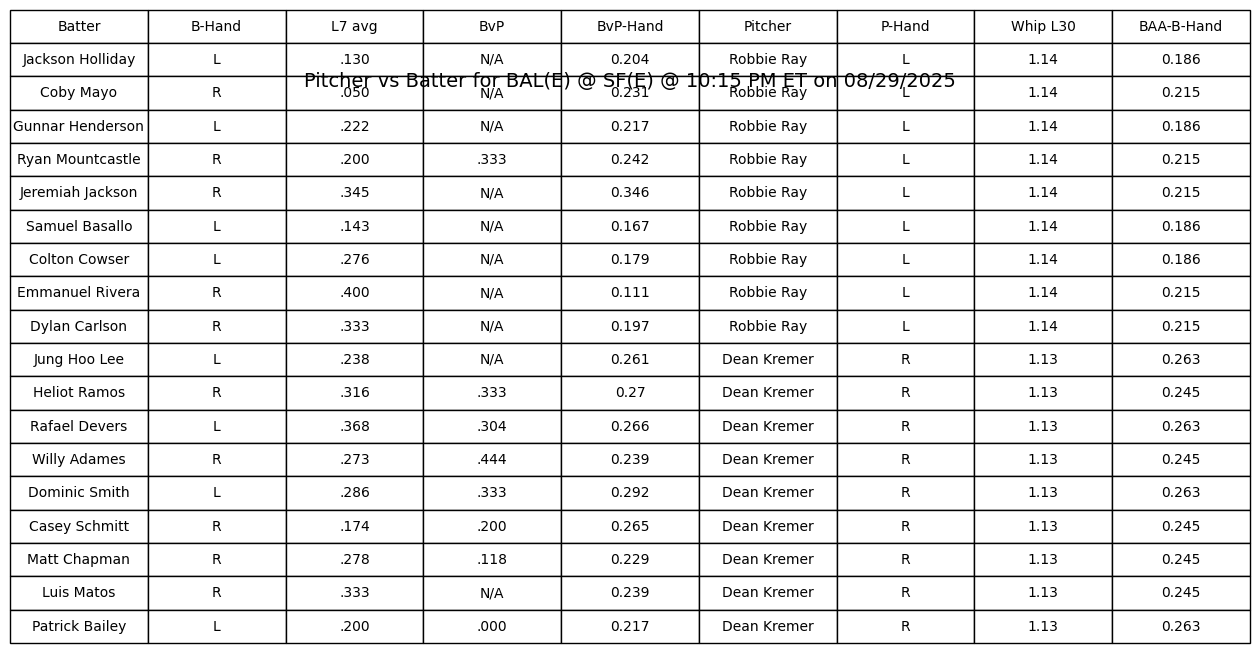 Batter B-Hand L7 avg BvP BvP-Hand Pitcher P-Hand Whip L30 BAA-B-Hand
Jackson Holliday L .130 N/A 0.204 Robbie Ray L 1.14 0.186
Pitcher vs Batter for BAL(E) @ SF(E) @ 10:15 PM ET on 08/29/2025
Coby Mayo R .050 N/A 0.231 Robbie Ray L 1.14 0.215
Gunnar Henderson L .222 N/A 0.217 Robbie Ray L 1.14 0.186
Ryan Mountcastle R .200 .333 0.242 Robbie Ray L 1.14 0.215
Jeremiah Jackson R .345 N/A 0.346 Robbie Ray L 1.14 0.215
Samuel Basallo L .143 N/A 0.167 Robbie Ray L 1.14 0.186
Colton Cowser L .276 N/A 0.179 Robbie Ray L 1.14 0.186
Emmanuel Rivera R .400 N/A 0.111 Robbie Ray L 1.14 0.215
Dylan Carlson R .333 N/A 0.197 Robbie Ray L 1.14 0.215
Jung Hoo Lee L .238 N/A 0.261 Dean Kremer R 1.13 0.263
Heliot Ramos R .316 .333 0.27 Dean Kremer R 1.13 0.245
Rafael Devers L .368 .304 0.266 Dean Kremer R 1.13 0.263
Willy Adames R .273 .444 0.239 Dean Kremer R 1.13 0.245
Dominic Smith L .286 .333 0.292 Dean Kremer R 1.13 0.263
Casey Schmitt R .174 .200 0.265 Dean Kremer R 1.13 0.245
Matt Chapman R .278 .118 0.229 Dean Kremer R 1.13 0.245
Luis Matos R .333 N/A 0.239 Dean Kremer R 1.13 0.245
Patrick Bailey L .200 .000 0.217 Dean Kremer R 1.13 0.263